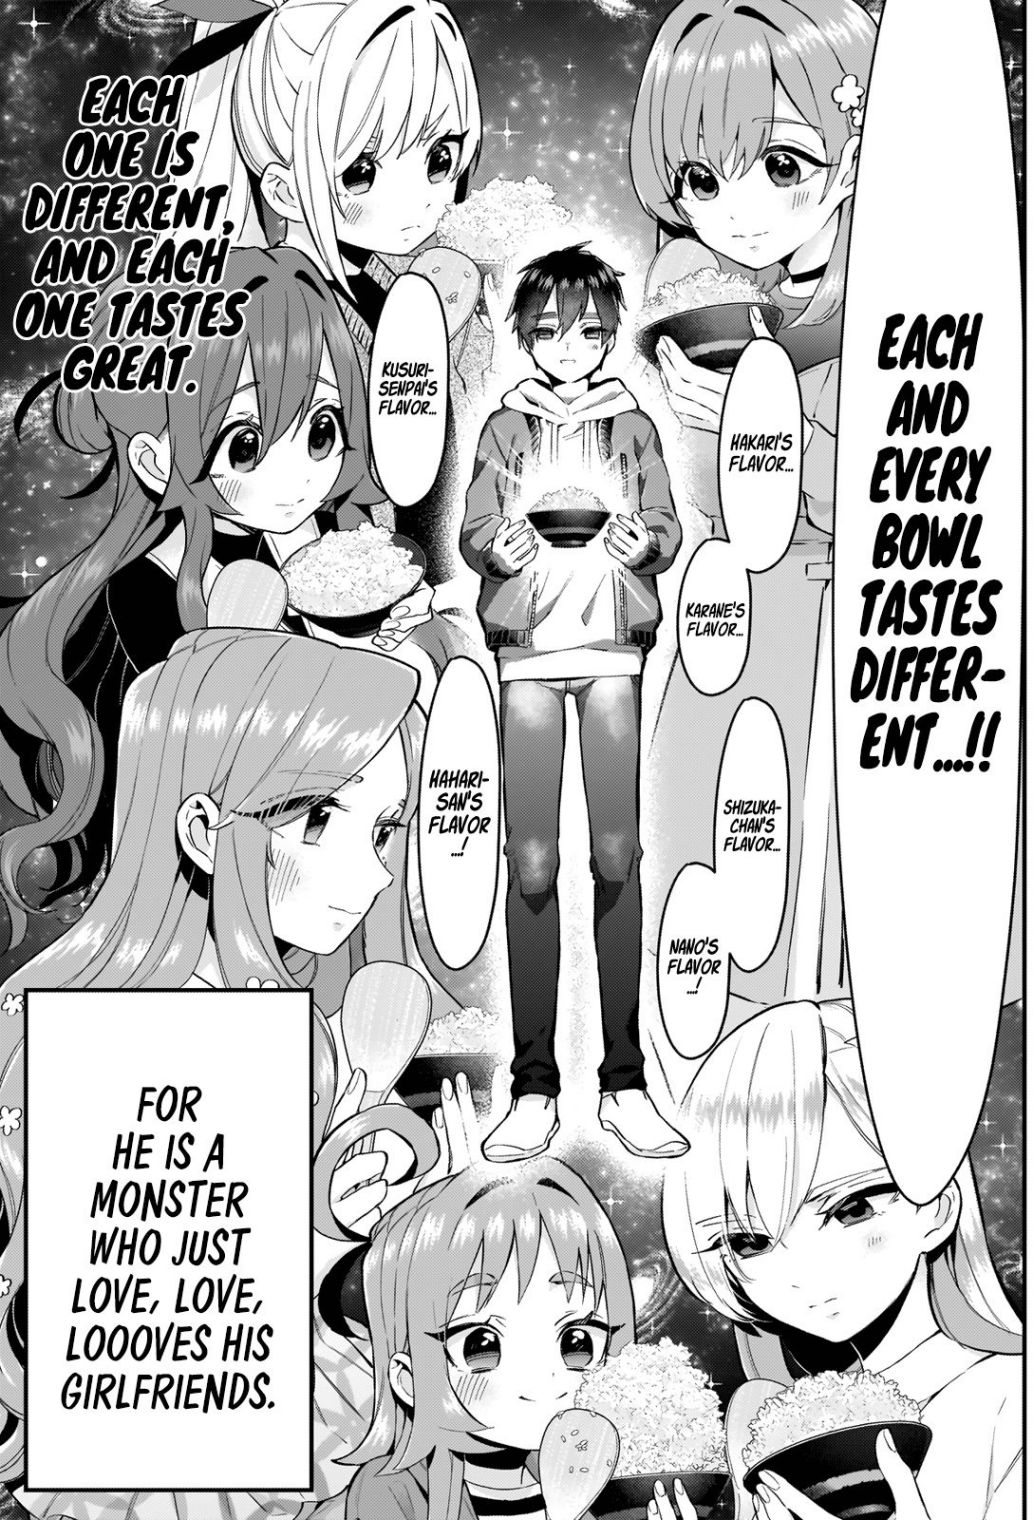 EACH
AND
EVERY
BOWL
TASTES
DIFFER-
ENT...!!
HAKARI'S
FLAVOR...
KARANE'S
FLAVOR...
SHIZUKA-
CHAN'S
FLAVOR...
NANO'S
FLAVOR
...!
KUSURI-
SENPAI'S
FLAVOR...
HAHARI-
SAN'S
FLAVOR
...!
EACH
ONE IS
DIFFERENT,
AND EACH
ONE TASTES
GREAT.
FOR
HE IS A
MONSTER
WHO JUST
LOVE, LOVE,
LOOOVES HIS
GIRLFRIENDS.